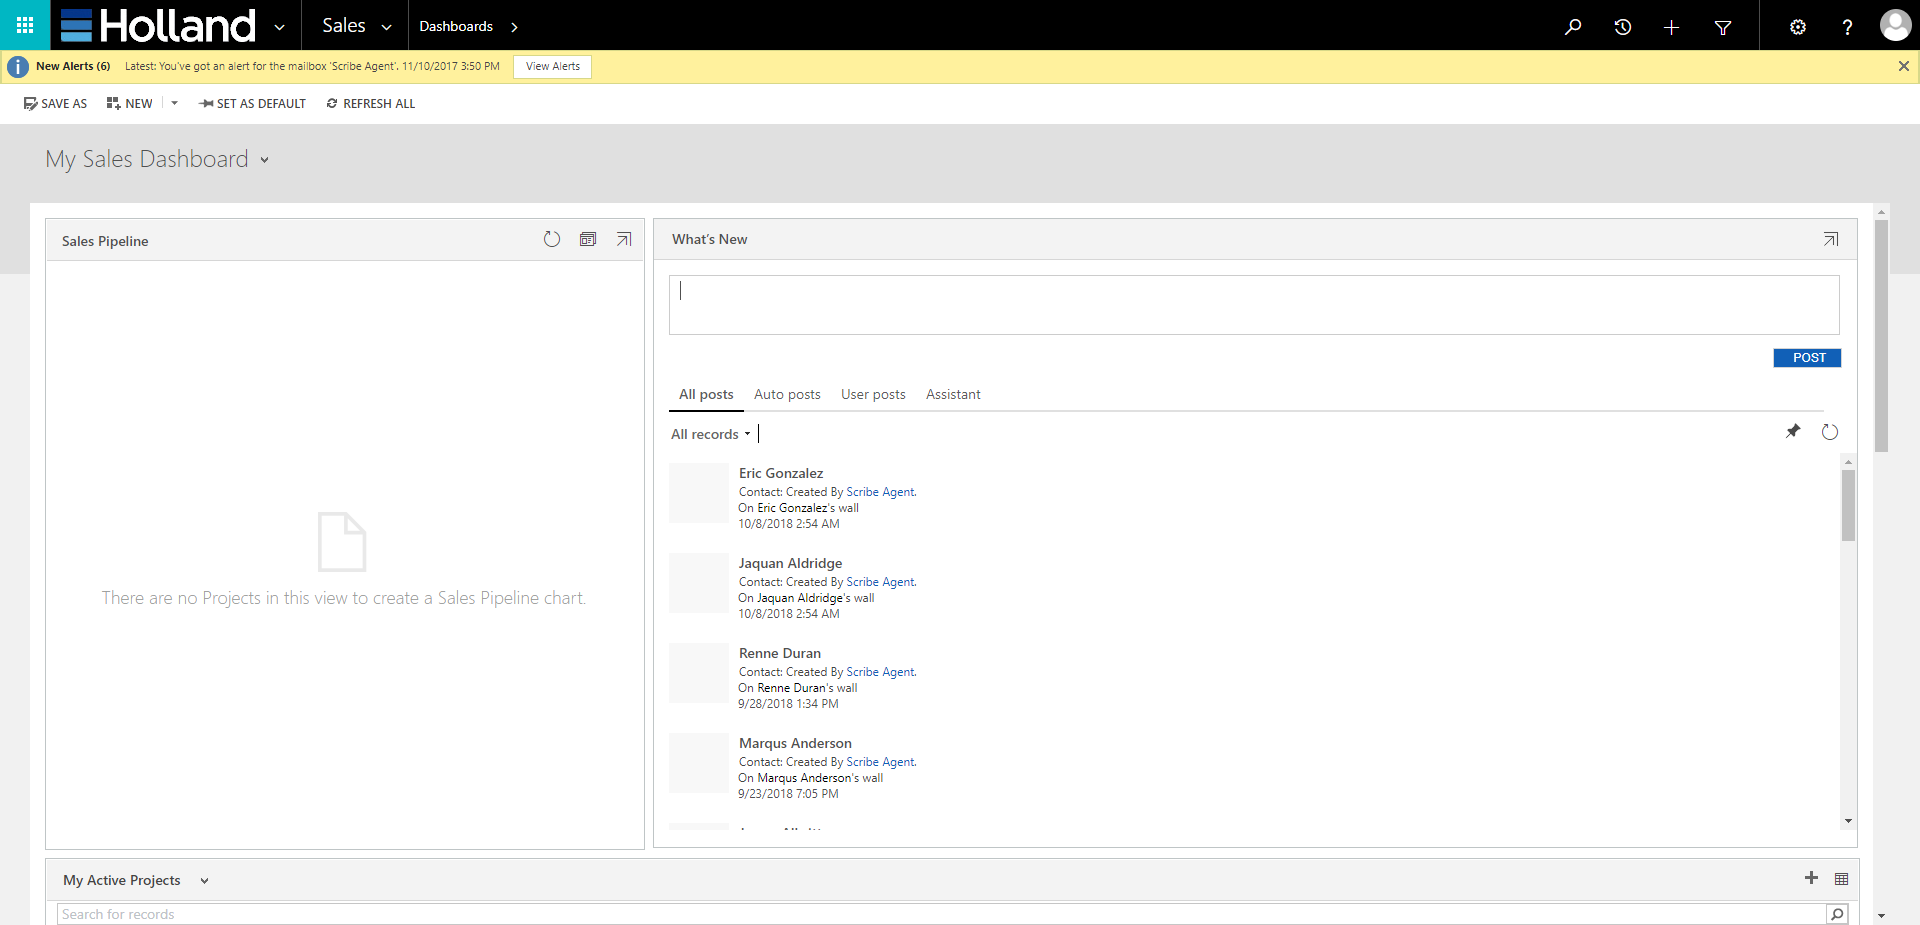 Holland
Sales
Dashboards
New Alerts (6) Latest: You've got an alert for the mailbox 'Scribe Agent'. 11/10/2017 3:50 PM View Alerts
SAVE AS NEW SET AS DEFAULT REFRESH ALL
My Sales Dashboard
Sales Pipeline
There are no Projects in this view to create a Sales Pipeline chart.
What's New
POST
All posts Auto posts User posts Assistant
All records
Eric Gonzalez
Contact: Created By Scribe Agent.
On Eric Gonzalez's wall
10/8/2018 2:54 AM
Jaquan Aldridge
Contact: Created By Scribe Agent.
On Jaquan Aldridge's wall
10/8/2018 2:54 AM
Renne Duran
Contact: Created By Scribe Agent.
On Renne Duran's wall
9/28/2018 1:34 PM
Marqus Anderson
Contact: Created By Scribe Agent.
On Marqus Anderson's wall
9/23/2018 7:05 PM
My Active Projects
Search for records